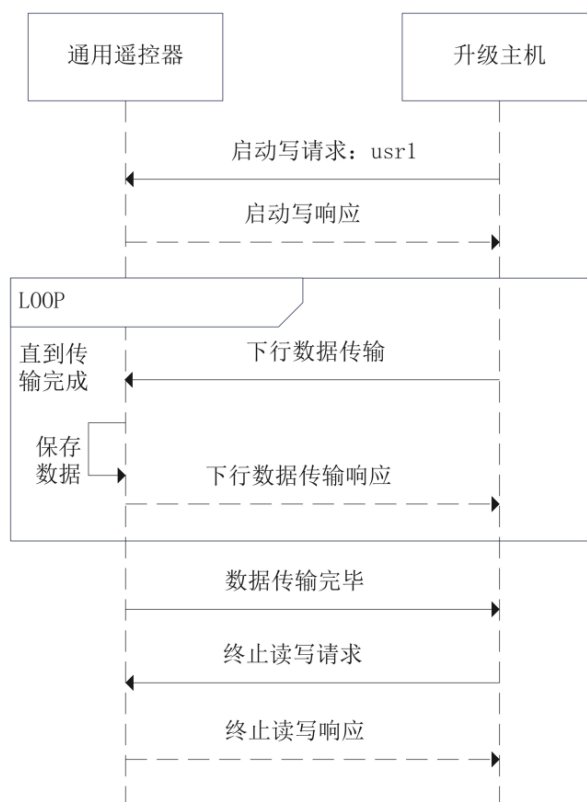 通用遥控器
升级主机
启动写请求：usr1
启动写响应
LOOP
直到传
输完成
下行数据传输
保存
数据
下行数据传输响应
数据传输完毕
终止读写请求
终止读写响应